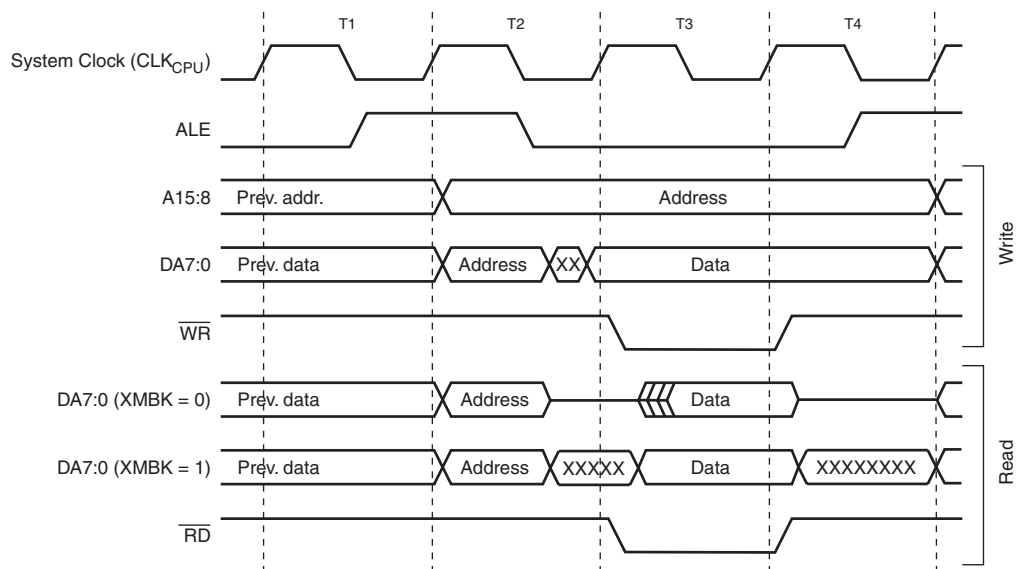 T1 T2 T3 T4
System Clock (CLKCPU)
ALE
A15:8 Prev. addr. Address
DA7:0 Prev. data Address XX Data
WR
Write
DA7:0 (XMBK = 0) Prev. data Address Data
DA7:0 (XMBK = 1) Prev. data Address XXXXX Data XXXXXXXX
RD
Read